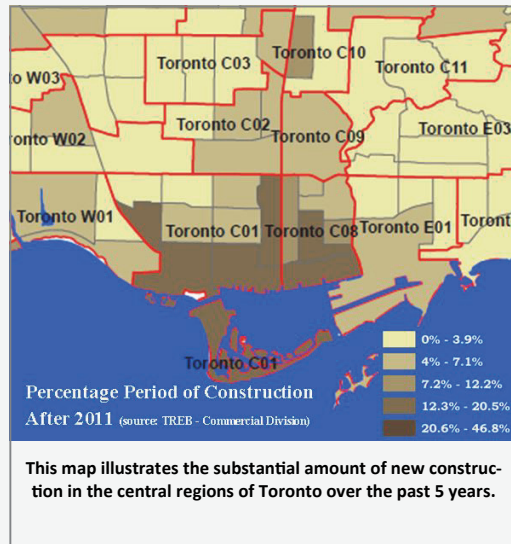 Toronto C10
Toronto C03
Toronto C11
to W03
Toronto C02
Toronto E03
Toronto C09
ronto W02
Toronto W01
Toronto C01
Toronto C08
Toronto E01
Toront
Toronto C01
0% - 3.9%
4% - 7.1%
7.2% - 12.2%
12.3% - 20.5%
20.6% - 46.8%
Percentage Period of Construction
After 2011 (source: TREB - Commercial Division)
This map illustrates the substantial amount of new construc-
tion in the central regions of Toronto over the past 5 years.